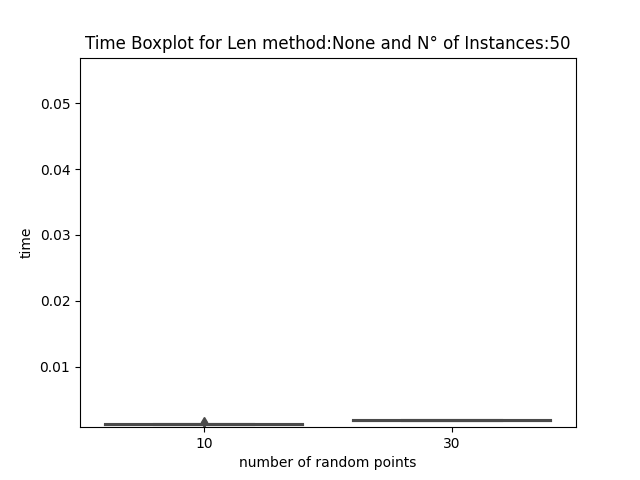 Time Boxplot for Len method:None and N° of Instances:50
0.05
0.04
0.03
0.02
0.01
time
10
30
number of random points